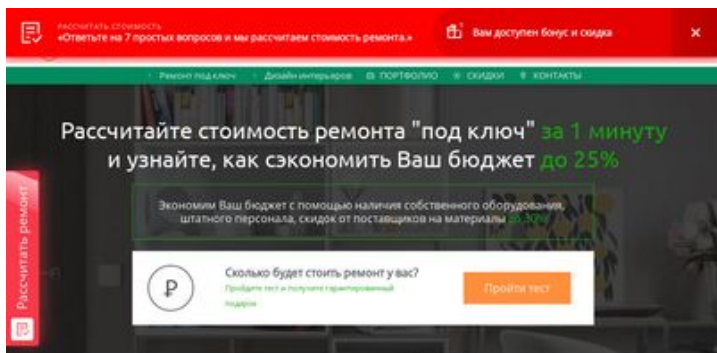 РАССЧИТАТЬ СТОИМОСТЬ
«Ответьте на 7 простых вопросов и мы рассчитаем стоимость ремонта.»
Вам доступен бонус и скидка
Ремонт под ключ
Дизайн интерьеров
ПОРТФОЛИО
СКИДКИ
КОНТАКТЫ
Рассчитайте стоимость ремонта "под ключ" за 1 минуту
и узнайте, как сэкономить Ваш бюджет до 25%
Экономим Ваш бюджет с помощью наличия собственного оборудования,
штатного персонала, скидок от поставщиков на материалы до 30%
Сколько будет стоить ремонт у вас?
Пройдите тест и получите гарантированный
подарок
Пройти тест
Рассчитать ремонт